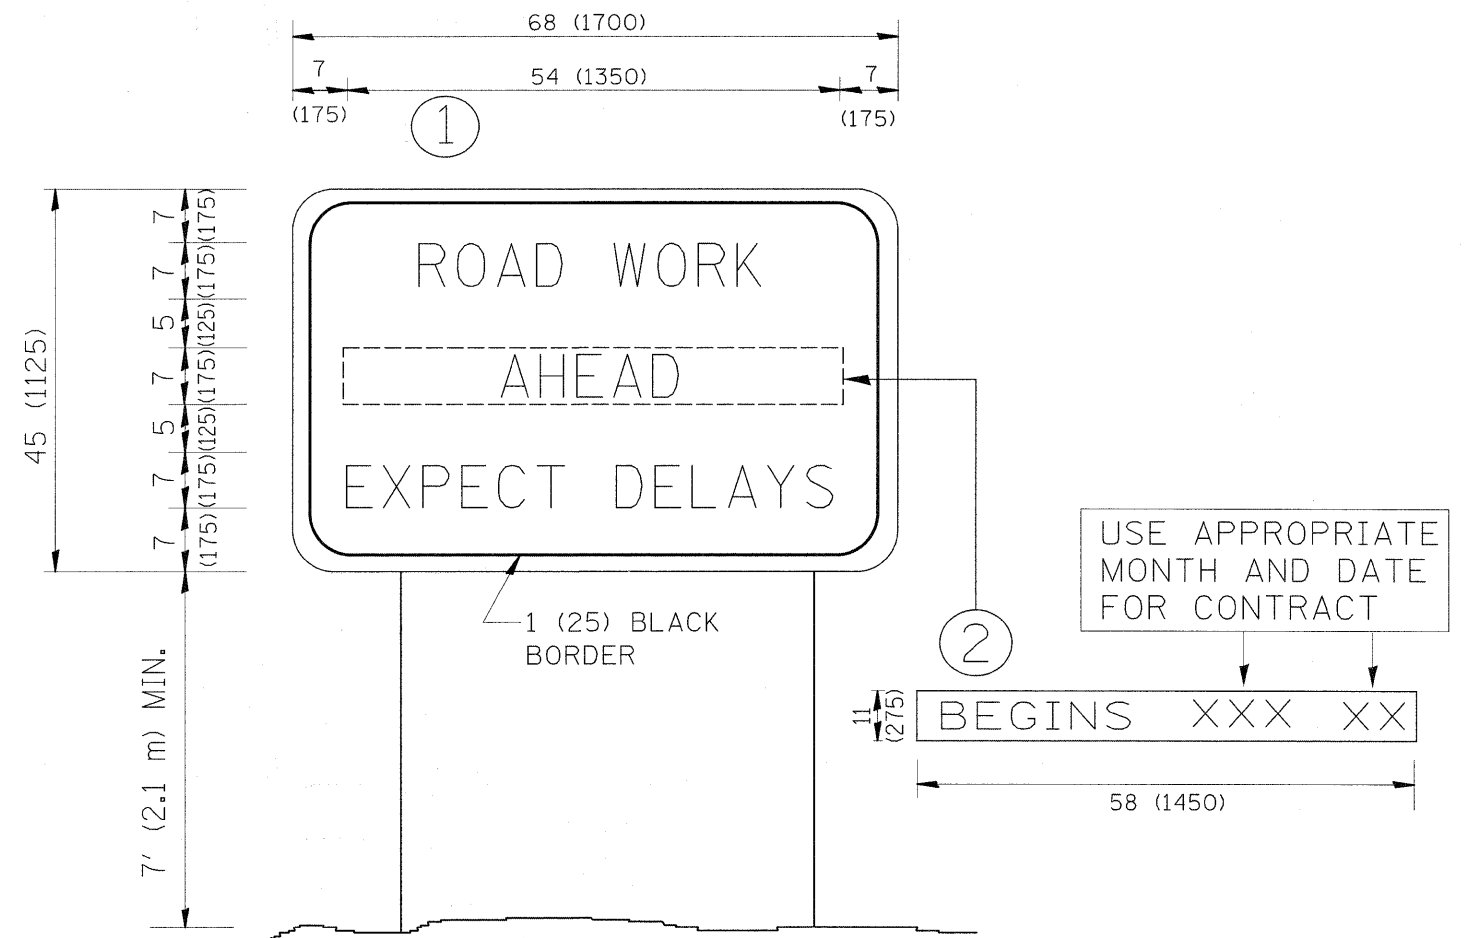 68 (1700)
7
54 (1350)
7
(175)
(175)
1
45 (1125)
7
(175)
7
(175)
5
(125)
7
(175)
5
(125)
7
(175)
7
(175)
ROAD WORK
AHEAD
EXPECT DELAYS
1 (25) BLACK
BORDER
7' (2.1 m) MIN.
2
USE APPROPRIATE
MONTH AND DATE
FOR CONTRACT
11
(275)
BEGINS XXX XX
58 (1450)